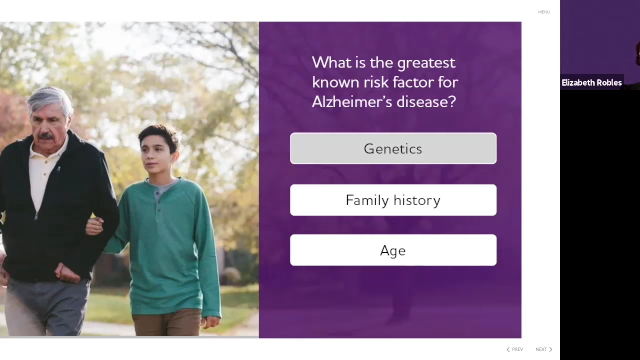 MENU
What is the greatest
known risk factor for
Alzheimer's disease?
Elizabeth Robles
Genetics
Family history
Age
PREV NEXT